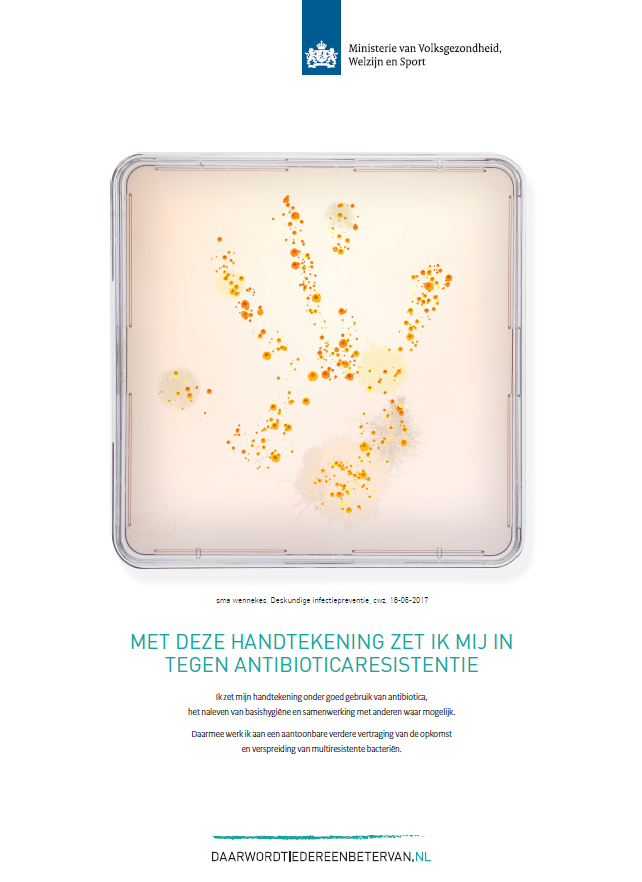 Ministerie van Volksgezondheid,
Welzijn en Sport
sma wennekes, Deskundige infectiepreventie, cwz, 18-05-2017
MET DEZE HANDTEKENING ZET IK MIJ IN
TEGEN ANTIBIOTICARESISTENTIE
Ik zet mijn handtekening onder goed gebruik van antibiotica,
het naleven van basishygiëne en samenwerking met anderen waar mogelijk.
Daarmee werk ik aan een aantoonbare verdere vertraging van de opkomst
en verspreiding van multiresistente bacteriën.
DAARWORDTIEDEREENBETERVAN.NL